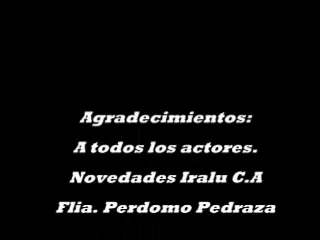 Agradecimientos:
A todos los actores.
Novedades Iralu C.A
Flia. Perdomo Pedraza